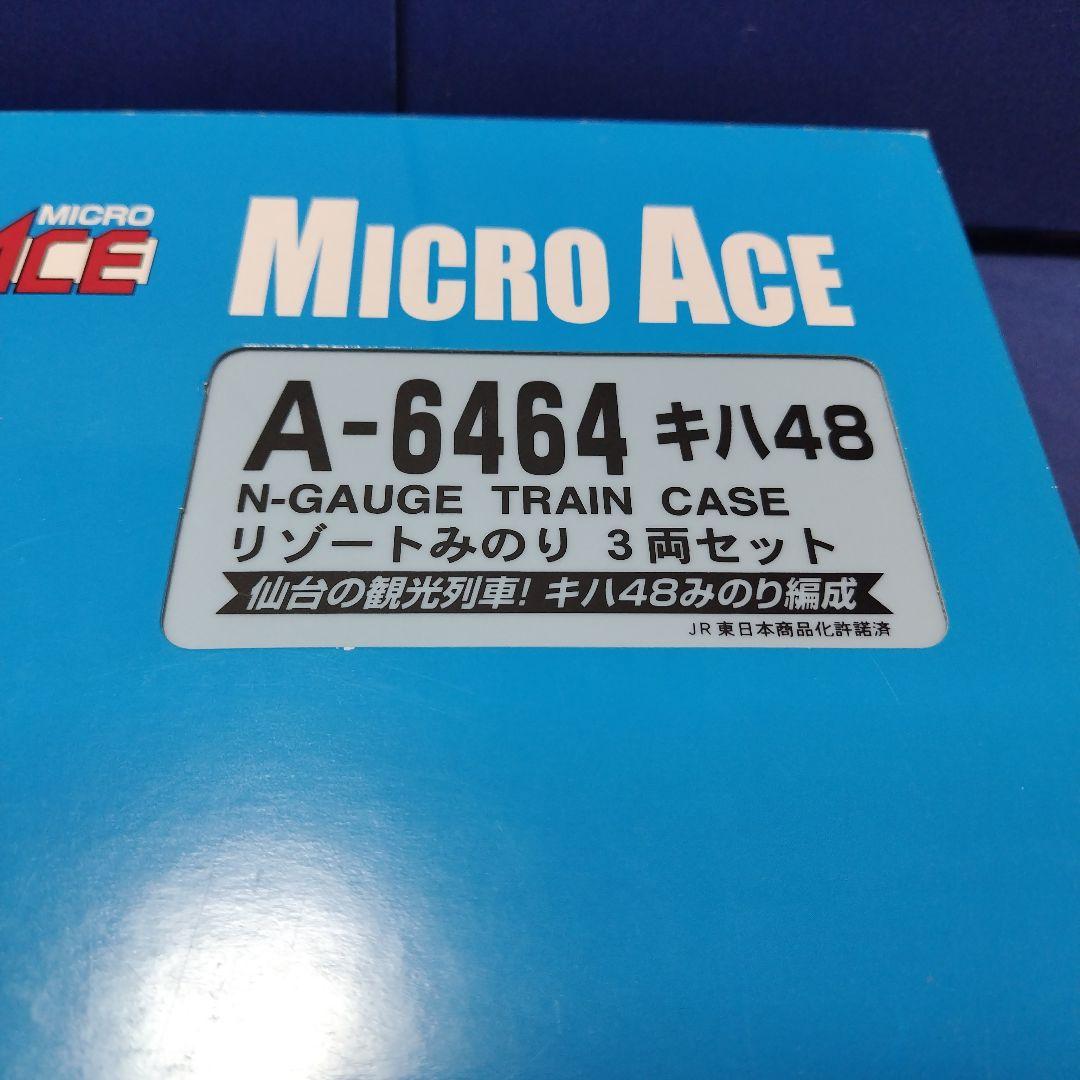 MICRO
ACE
MICRO ACE
A-6464 キハ48
N-GAUGE TRAIN CASE
リゾートみのり 3両セット
仙台の観光列車! キハ48みのり編成
JR東日本商品化許諾済